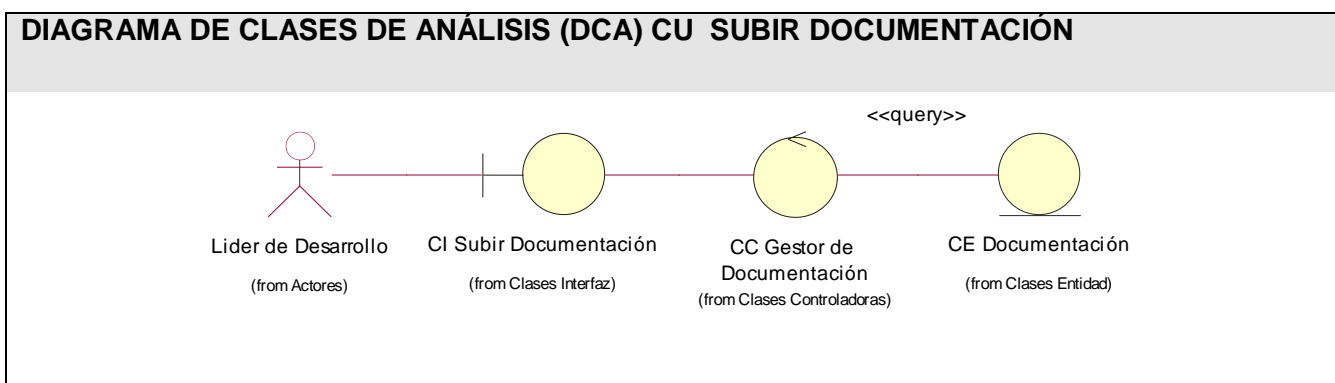 DIAGRAMA DE CLASES DE ANÁLISIS (DCA) CU SUBIR DOCUMENTACIÓN
<<query>>
Lider de Desarrollo
(from Actores)
CI Subir Documentación
(from Clases Interfaz)
CC Gestor de
Documentación
(from Clases Controladoras)
CE Documentación
(from Clases Entidad)